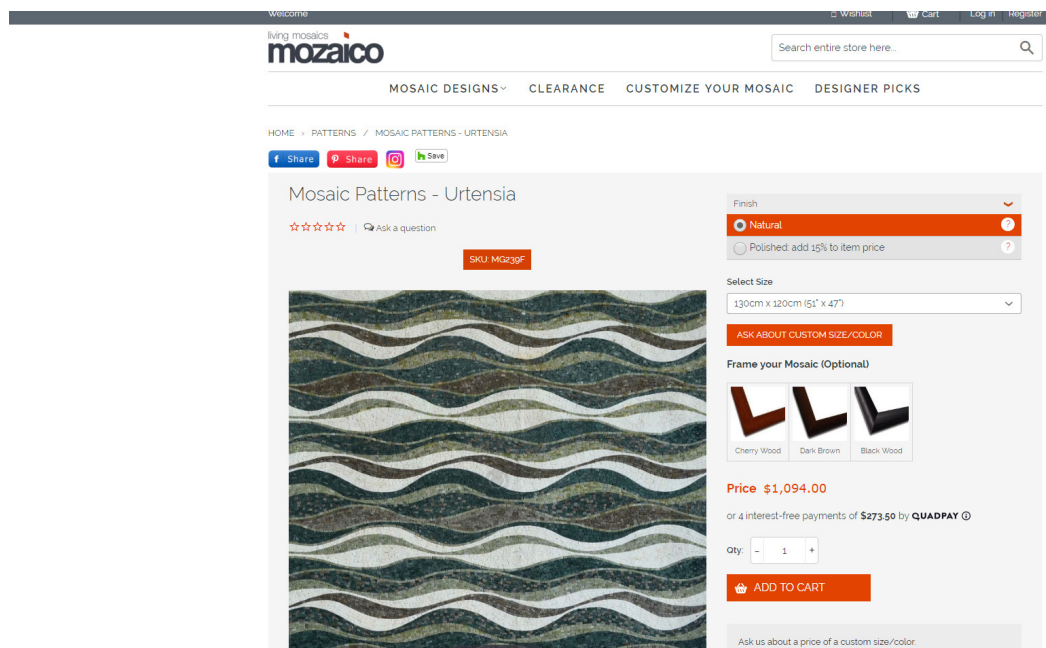 Welcome
Wishlist Cart Log in Register
living mosaics
mozaico
Search entire store here...
MOSAIC DESIGNS CLEARANCE CUSTOMIZE YOUR MOSAIC DESIGNER PICKS
HOME › PATTERNS / MOSAIC PATTERNS - URTENSIA
f Share Share h Save
Mosaic Patterns - Urtensia
Ask a question
SKU: MG239F
Finish
Natural ?
Polished: add 15% to item price ?
Select Size
130cm x 120cm (51" x 47")
ASK ABOUT CUSTOM SIZE/COLOR
Frame your Mosaic (Optional)
Cherry Wood Dark Brown Black Wood
Price $1,094.00
or 4 interest-free payments of $273.50 by QUADPAY ⓘ
Qty: - 1 +
ADD TO CART
Ask us about a price of a custom size/color.